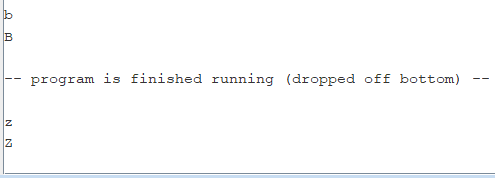 b
B
-- program is finished running (dropped off bottom) --
z
Z